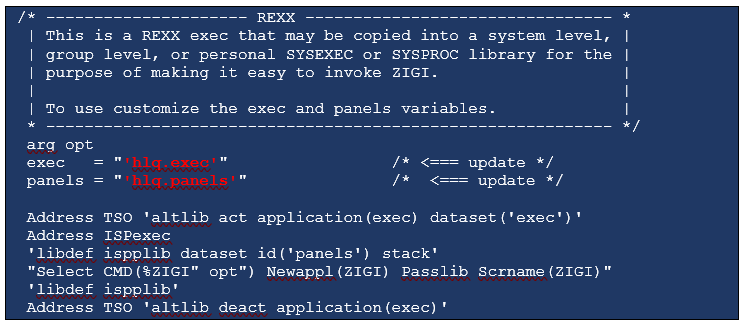 /* --------------------- REXX -------------------------------- *
 | This is a REXX exec that may be copied into a system level, |
 | group level, or personal SYSEXEC or SYSPROC library for the |
 | purpose of making it easy to invoke ZIGI.                   |
 |                                                             |
 | To use customize the exec and panels variables.             |
 * ----------------------------------------------------------- */
 arg opt
 exec   = "'hlq.exec'"                 /* <=== update */
 panels = "'hlq.panels'"               /*  <=== update */

 Address TSO 'altlib act application(exec) dataset('exec')'
 Address ISPexec
 'libdef ispplib dataset id('panels') stack'
 "Select CMD(%ZIGI" opt") Newappl(ZIGI) Passlib Scrname(ZIGI)"
 'libdef ispplib'
 Address TSO 'altlib deact application(exec)'